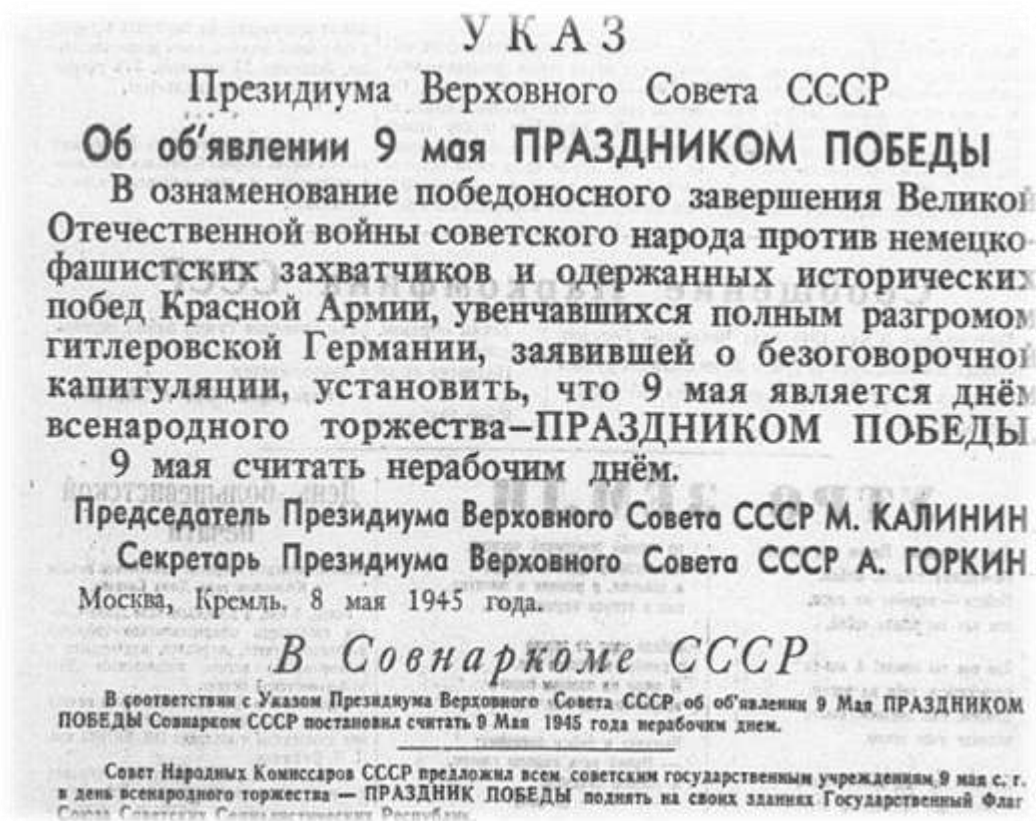 УКАЗ
Президиума Верховного Совета СССР
Об об'явлении 9 мая ПРАЗДНИКОМ ПОБЕДЫ
В ознаменование победоносного завершения Великой
Отечественной войны советского народа против немецко-
фашистских захватчиков и одержанных исторических
побед Красной Армии, увенчавшихся полным разгромом
гитлеровской Германии, заявившей о безоговорочной
капитуляции, установить, что 9 мая является днём
всенародного торжества—ПРАЗДНИКОМ ПОБЕДЫ.
9 мая считать нерабочим днём.
Председатель Президиума Верховного Совета СССР М. КАЛИНИН
Секретарь Президиума Верховного Совета СССР А. ГОРКИН
Москва, Кремль. 8 мая 1945 года.
В Совнаркоме СССР
В соответствии с Указом Президиума Верховного Совета СССР об об'явлении 9 Мая ПРАЗДНИКОМ
ПОБЕДЫ Совнарком СССР постановил считать 9 Мая 1945 года нерабочим днем.
Совет Народных Комиссаров СССР предложил всем советским государственным учреждениям 9 мая с. г.
в день всенародного торжества — ПРАЗДНИК ПОБЕДЫ поднять на своих зданиях Государственный Флаг
Союза Советских Социалистических Республик.